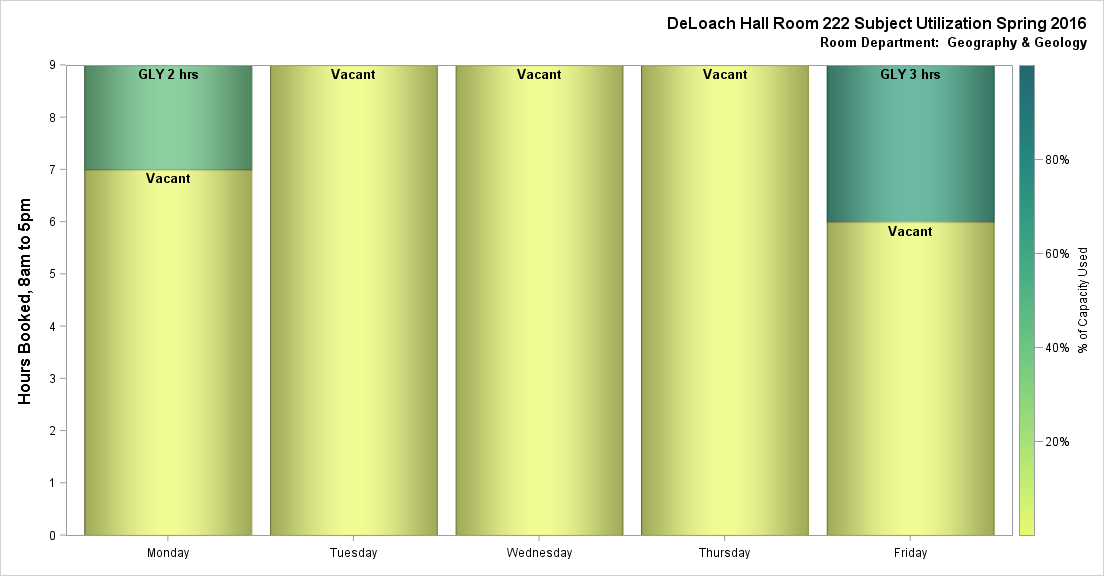 DeLoach Hall Room 222 Subject Utilization Spring 2016
Room Department:  Geography & Geology
Hours Booked, 8am to 5pm
9
8
7
6
5
4
3
2
1
0
GLY 2 hrs
Vacant
Vacant
Vacant
Vacant
GLY 3 hrs
Vacant
Monday
Tuesday
Wednesday
Thursday
Friday
80%
60%
40%
20%
% of Capacity Used